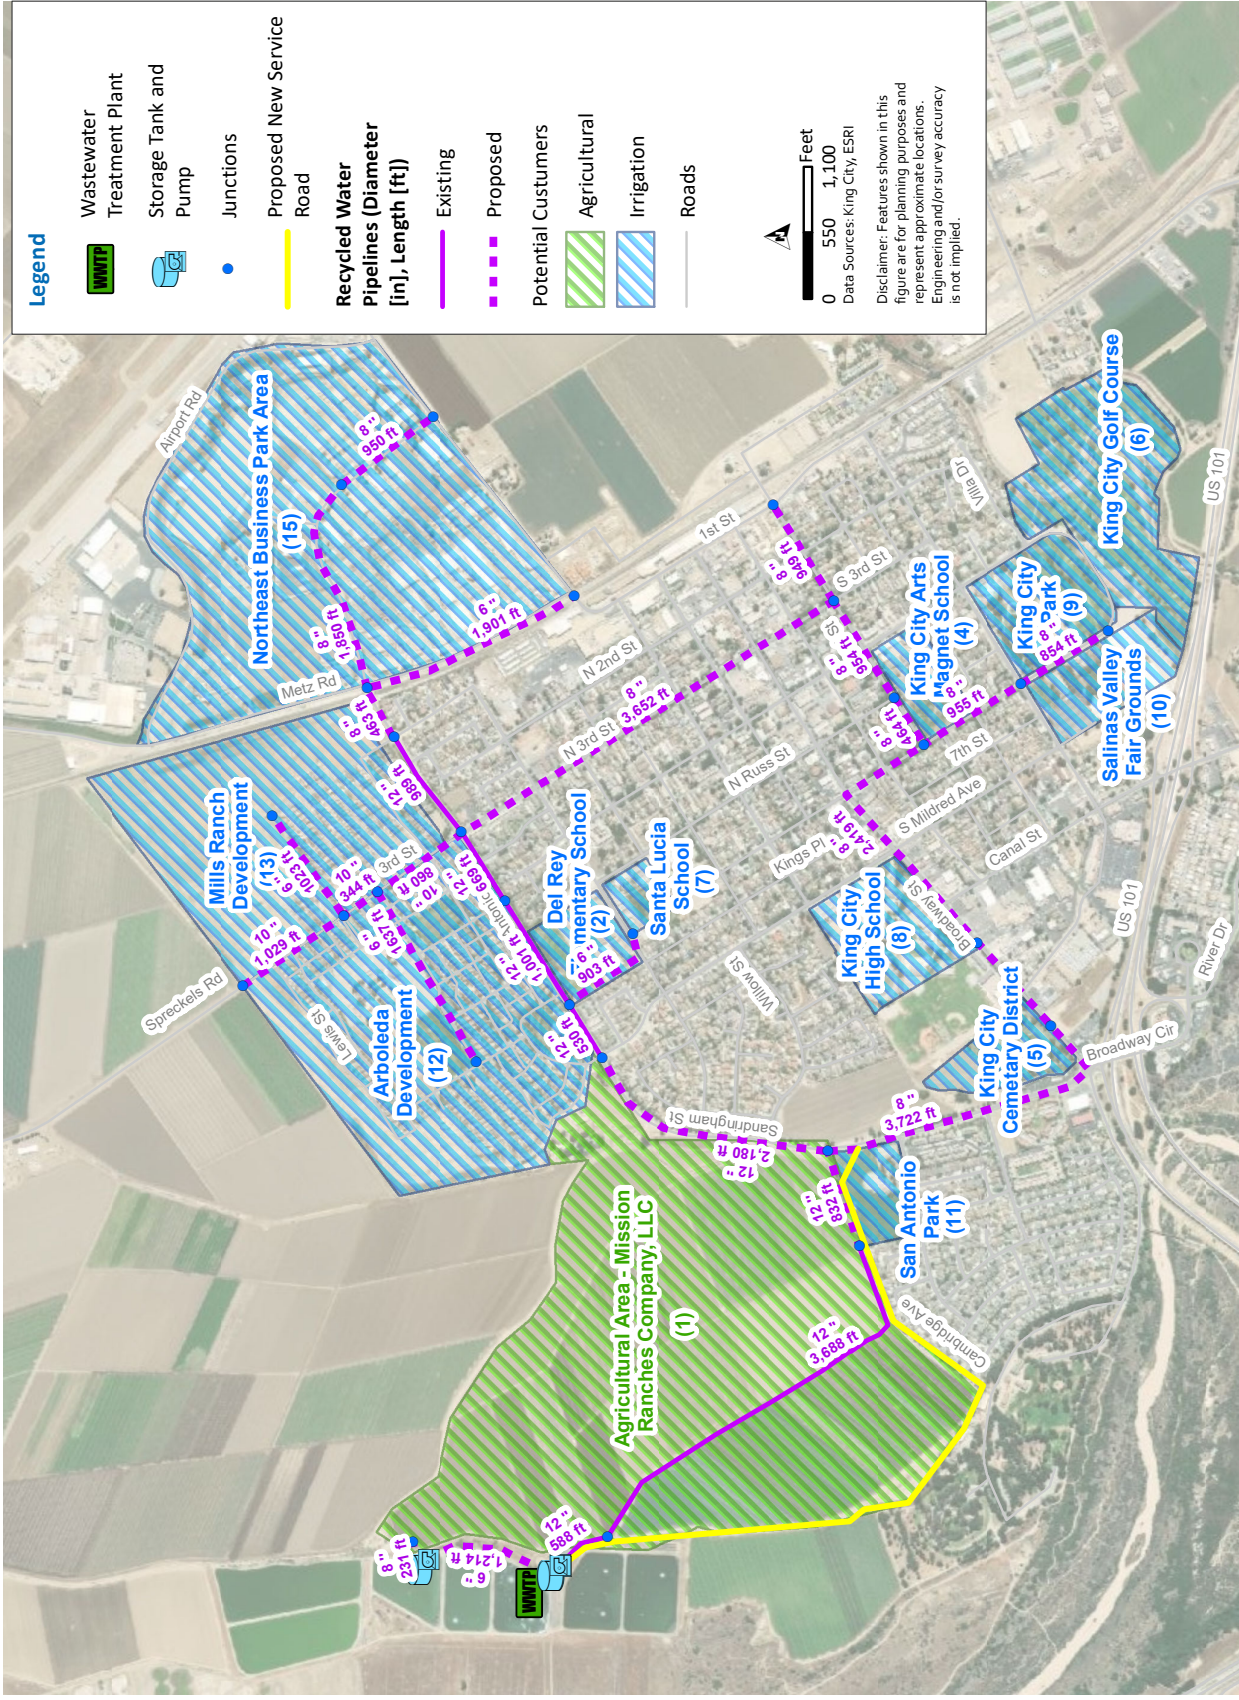 Legend
WWTP
Wastewater
Treatment Plant
Storage Tank and
Pump
Junctions
Proposed New Service
Road
Recycled Water
Pipelines (Diameter
[in], Length [ft])
Existing
Proposed
Potential Custumers
Agricultural
Irrigation
Roads
N
0 550 1,100
Feet
Data Sources: King City, ESRI
Disclaimer: Features shown in this
figure are for planning purposes and
represent approximate locations.
Engineering and/or survey accuracy
is not implied.
Airport Rd
Northeast Business Park Area
(15)
8 "
950 ft
8 "
1,850 ft
6 "
1,901 ft
Metz Rd
8 "
463 ft
12 "
989 ft
Mills Ranch
Development
(13)
6 "
1023 ft
10 "
344 ft
3rd St
10 "
860 ft
10 "
1,029 ft
6 "
1637 ft
Spreckels Rd
Lewis St
Arboleda
Development
(12)
12 "
669 ft
Antonio
12 "
1,001 ft
12 "
530 ft
Del Rey
ementary School
(2)
6 "
903 ft
Santa Lucia
School
(7)
1st St
N 2nd St
N 3rd St
8 "
3,652 ft
S 3rd St
8 "
949 ft
St
8 "
954 ft
8 "
464 ft
King City Arts
Magnet School
(4)
Villa Dr
King City Golf Course
(6)
King City
Park
(9)
8 "
854 ft
8 "
955 ft
7th St
Salinas Valley
Fair Grounds
(10)
US 101
N Russ St
Kings Pl
8 "
2,419 ft
S Mildred Ave
Canal St
Broadway St
King City
High School
(8)
Willow St
King City
Cemetary District
(5)
US 101
River Dr
Broadway Cir
8 "
3,722 ft
Sandringham St
12 "
2,180 ft
12 "
832 ft
San Antonio
Park
(11)
Cambridge Ave
Agricultural Area - Mission
Ranches Company, LLC
(1)
12 "
3,688 ft
12 "
588 ft
8 "
231 ft
6 "
1,214 ft
WWTP